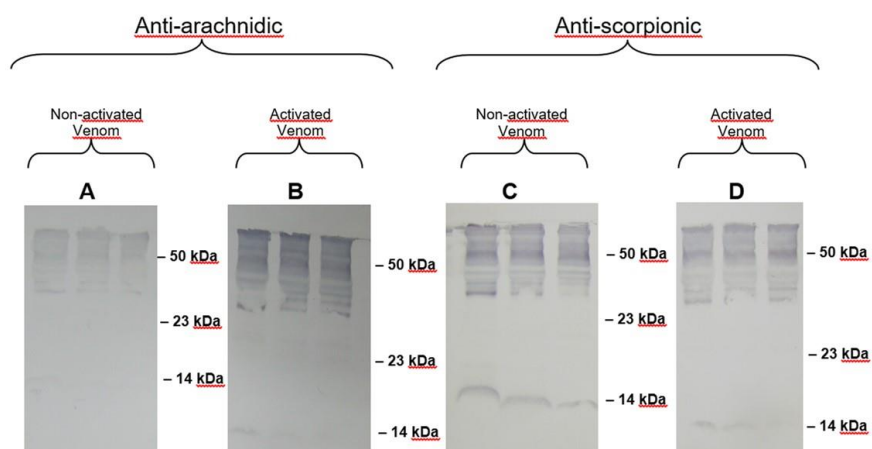 Anti-arachnidic
Anti-scorpionic
Non-activated
Venom
Activated
Venom
Non-activated
Venom
Activated
Venom
A
B
C
D
– 50 kDa
– 23 kDa
– 14 kDa
– 50 kDa
– 23 kDa
– 14 kDa
– 50 kDa
– 23 kDa
– 14 kDa
– 50 kDa
– 23 kDa
– 14 kDa